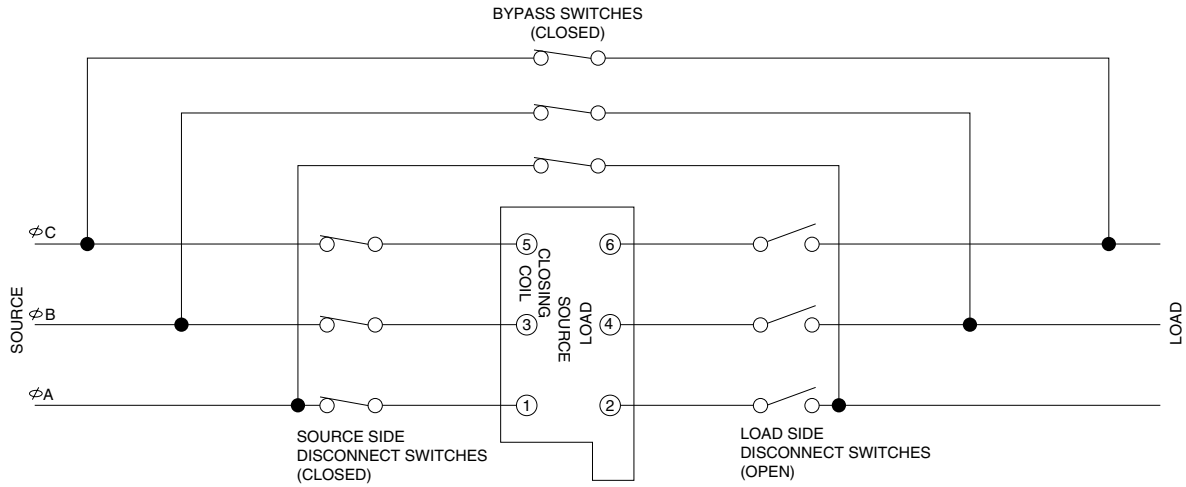 BYPASS SWITCHES
(CLOSED)
SOURCE
ϕC
ϕB
ϕA
5
3
1
CLOSING
COIL
SOURCE
LOAD
6
4
2
LOAD
SOURCE SIDE
DISCONNECT SWITCHES
(CLOSED)
LOAD SIDE
DISCONNECT SWITCHES
(OPEN)